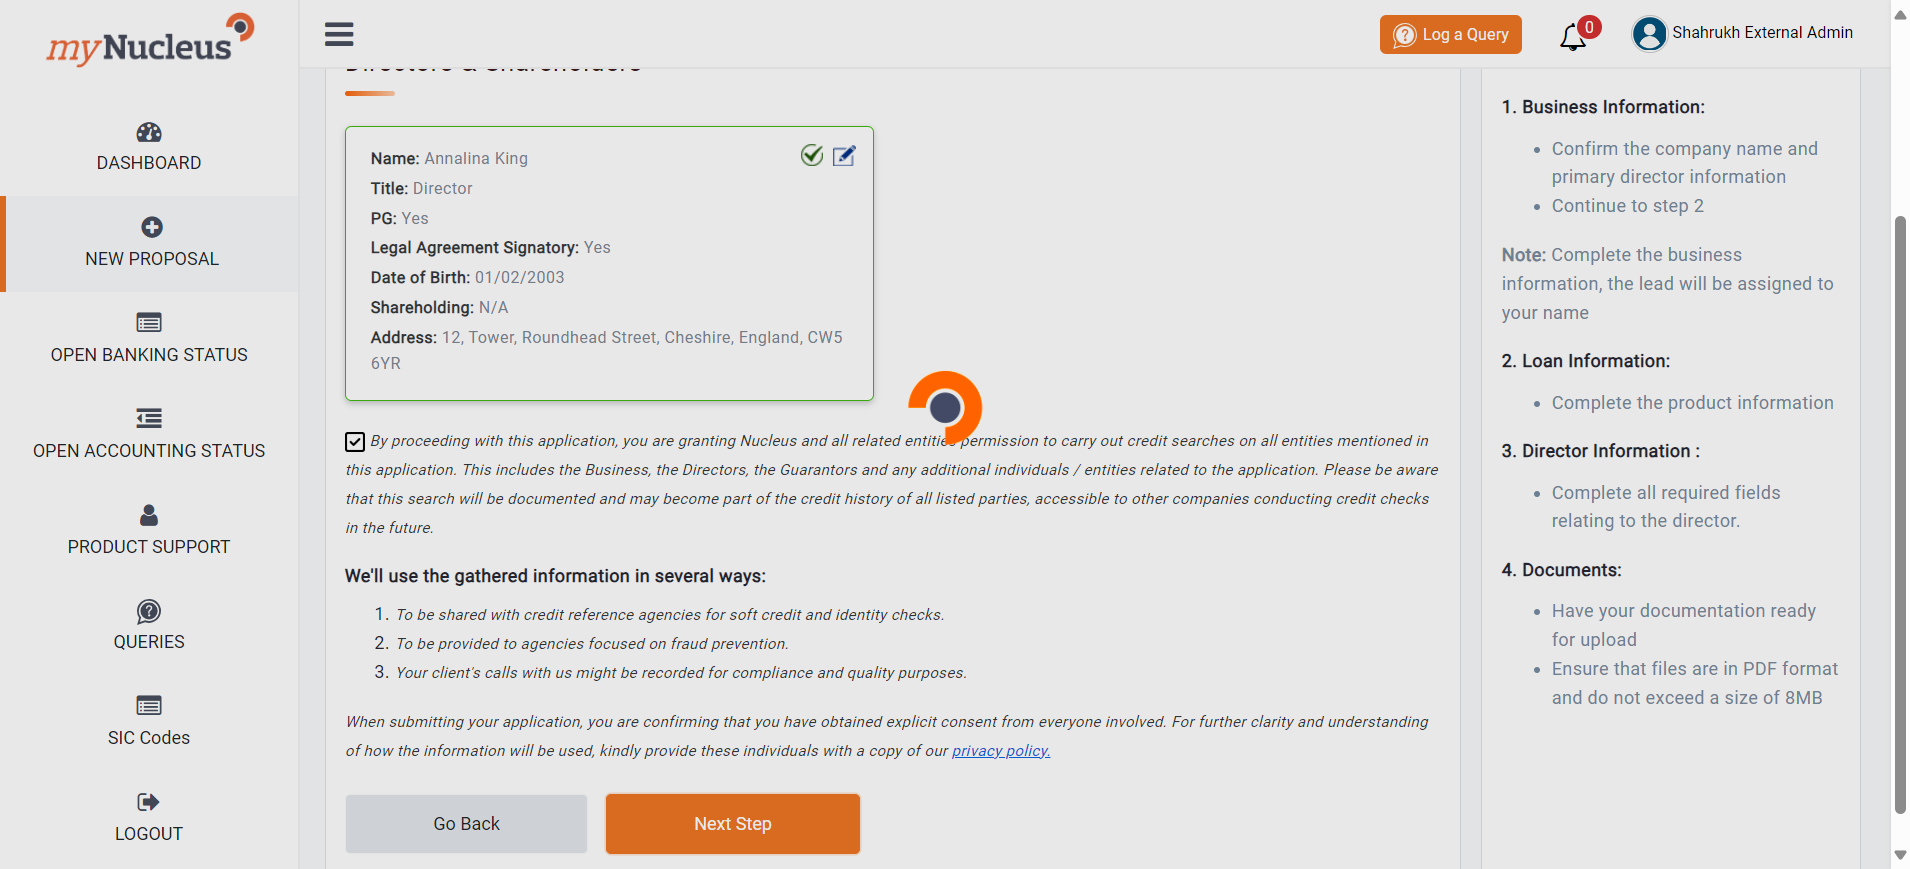 myNucleus
Log a Query
0
Shahrukh External Admin
DASHBOARD
NEW PROPOSAL
OPEN BANKING STATUS
OPEN ACCOUNTING STATUS
PRODUCT SUPPORT
QUERIES
SIC Codes
LOGOUT
Directors & Shareholders
Name: Annalina King
Title: Director
PG: Yes
Legal Agreement Signatory: Yes
Date of Birth: 01/02/2003
Shareholding: N/A
Address: 12, Tower, Roundhead Street, Cheshire, England, CW5
6YR
By proceeding with this application, you are granting Nucleus and all related entities permission to carry out credit searches on all entities mentioned in
this application. This includes the Business, the Directors, the Guarantors and any additional individuals / entities related to the application. Please be aware
that this search will be documented and may become part of the credit history of all listed parties, accessible to other companies conducting credit checks
in the future.
We'll use the gathered information in several ways:
1. To be shared with credit reference agencies for soft credit and identity checks.
2. To be provided to agencies focused on fraud prevention.
3. Your client's calls with us might be recorded for compliance and quality purposes.
When submitting your application, you are confirming that you have obtained explicit consent from everyone involved. For further clarity and understanding
of how the information will be used, kindly provide these individuals with a copy of our privacy policy.
Go Back
Next Step
1. Business Information:
• Confirm the company name and
primary director information
• Continue to step 2
Note: Complete the business
information, the lead will be assigned to
your name
2. Loan Information:
• Complete the product information
3. Director Information :
• Complete all required fields
relating to the director.
4. Documents:
• Have your documentation ready
for upload
• Ensure that files are in PDF format
and do not exceed a size of 8MB